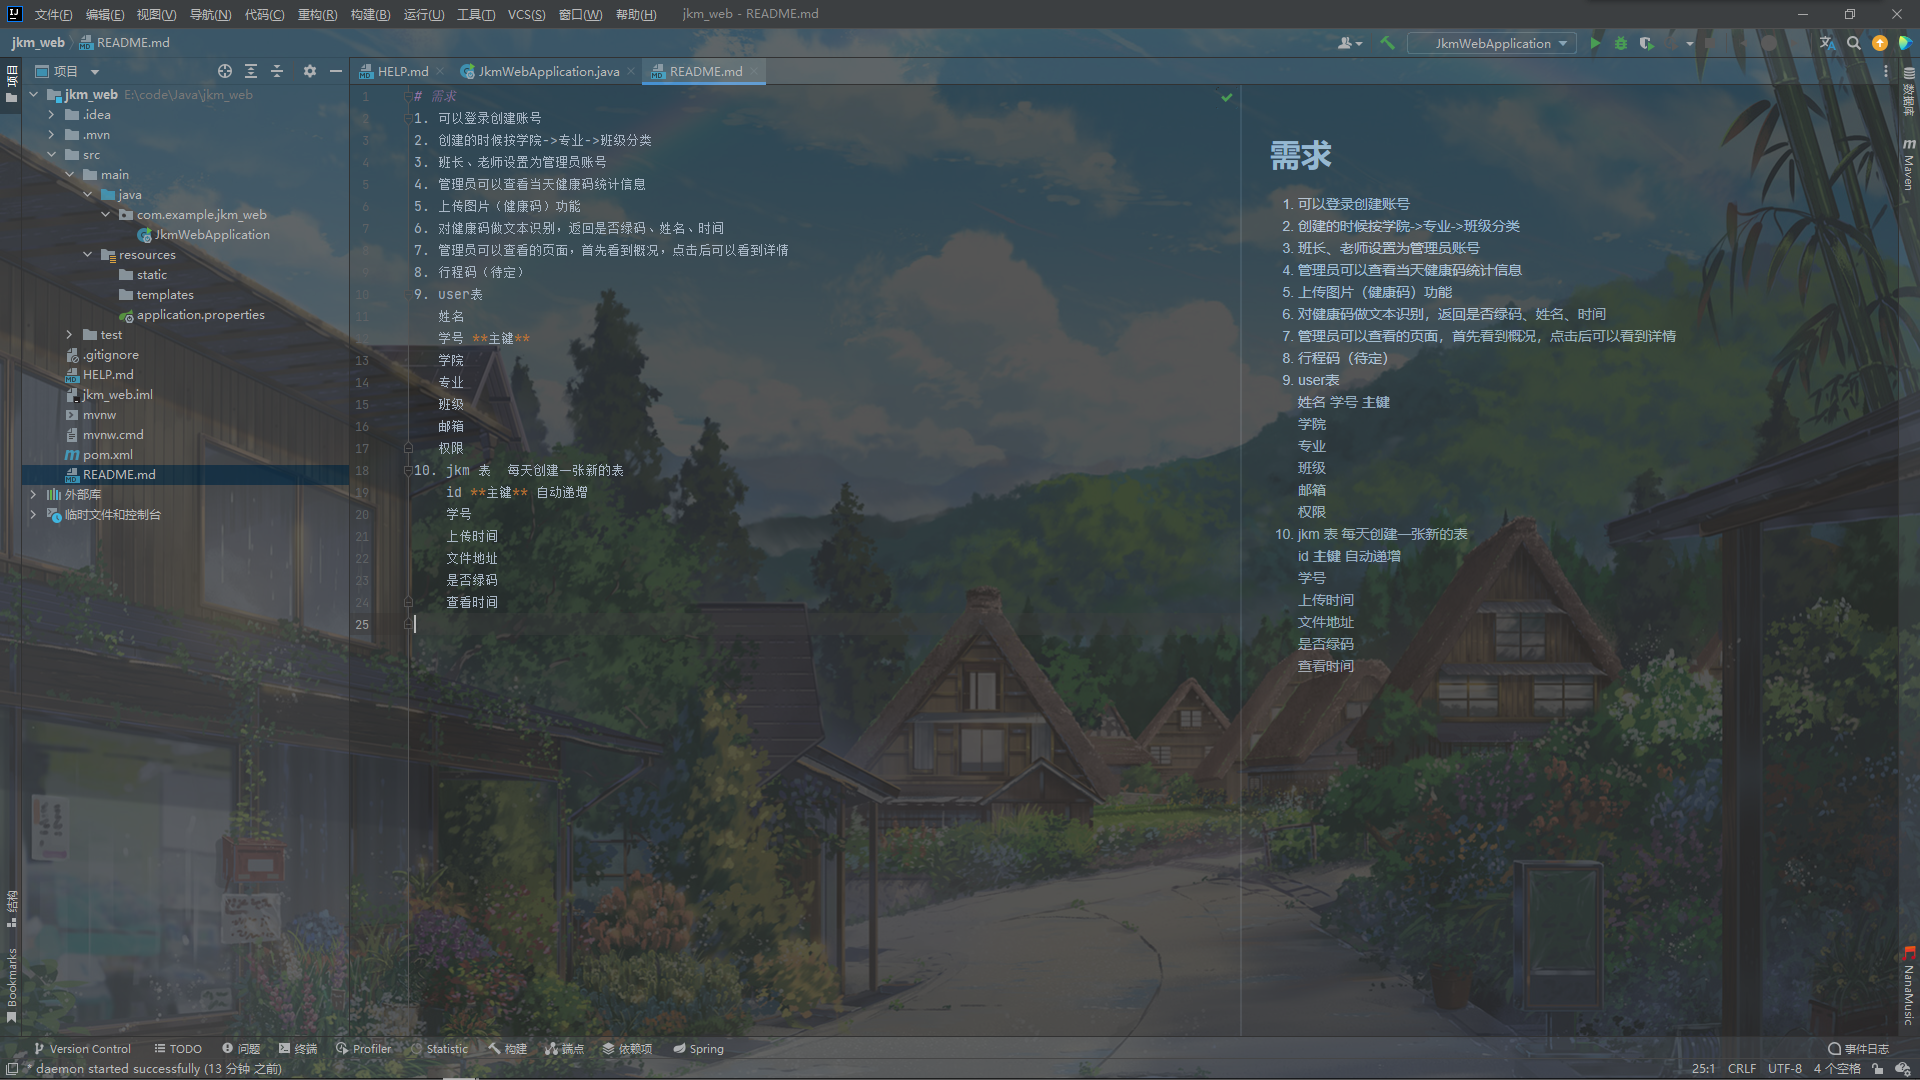 文件(F) 编辑(E) 视图(V) 导航(N) 代码(C) 重构(R) 构建(B) 运行(U) 工具(T) VCS(S) 窗口(W) 帮助(H) jkm_web - README.md
jkm_web README.md
JkmWebApplication
项目
HELP.md
JkmWebApplication.java
README.md
项目
jkm_web E:\code\Java\jkm_web
.idea
.mvn
src
main
java
com.example.jkm_web
JkmWebApplication
resources
static
templates
application.properties
test
.gitignore
HELP.md
jkm_web.iml
mvnw
mvnw.cmd
pom.xml
README.md
外部库
临时文件和控制台
结构
Bookmarks
1 # 需求
2 1. 可以登录创建账号
3 2. 创建的时候按学院->专业->班级分类
4 3. 班长、老师设置为管理员账号
5 4. 管理员可以查看当天健康码统计信息
6 5. 上传图片（健康码）功能
7 6. 对健康码做文本识别，返回是否绿码、姓名、时间
8 7. 管理员可以查看的页面，首先看到概况，点击后可以看到详情
9 8. 行程码（待定）
10 9. user表
11 姓名
12 学号 **主键**
13 学院
14 专业
15 班级
16 邮箱
17 权限
18 10. jkm 表  每天创建一张新的表
19 id **主键** 自动递增
20 学号
21 上传时间
22 文件地址
23 是否绿码
24 查看时间
25
需求
1. 可以登录创建账号
2. 创建的时候按学院->专业->班级分类
3. 班长、老师设置为管理员账号
4. 管理员可以查看当天健康码统计信息
5. 上传图片（健康码）功能
6. 对健康码做文本识别，返回是否绿码、姓名、时间
7. 管理员可以查看的页面，首先看到概况，点击后可以看到详情
8. 行程码（待定）
9. user表
姓名 学号 主键
学院
专业
班级
邮箱
权限
10. jkm 表 每天创建一张新的表
id 主键 自动递增
学号
上传时间
文件地址
是否绿码
查看时间
数据库
m Maven
NanaMusic
Version Control TODO 问题 终端 Profiler Statistic 构建 端点 依赖项 Spring 事件日志
* daemon started successfully (13 分钟 之前) 25:1 CRLF UTF-8 4 个空格